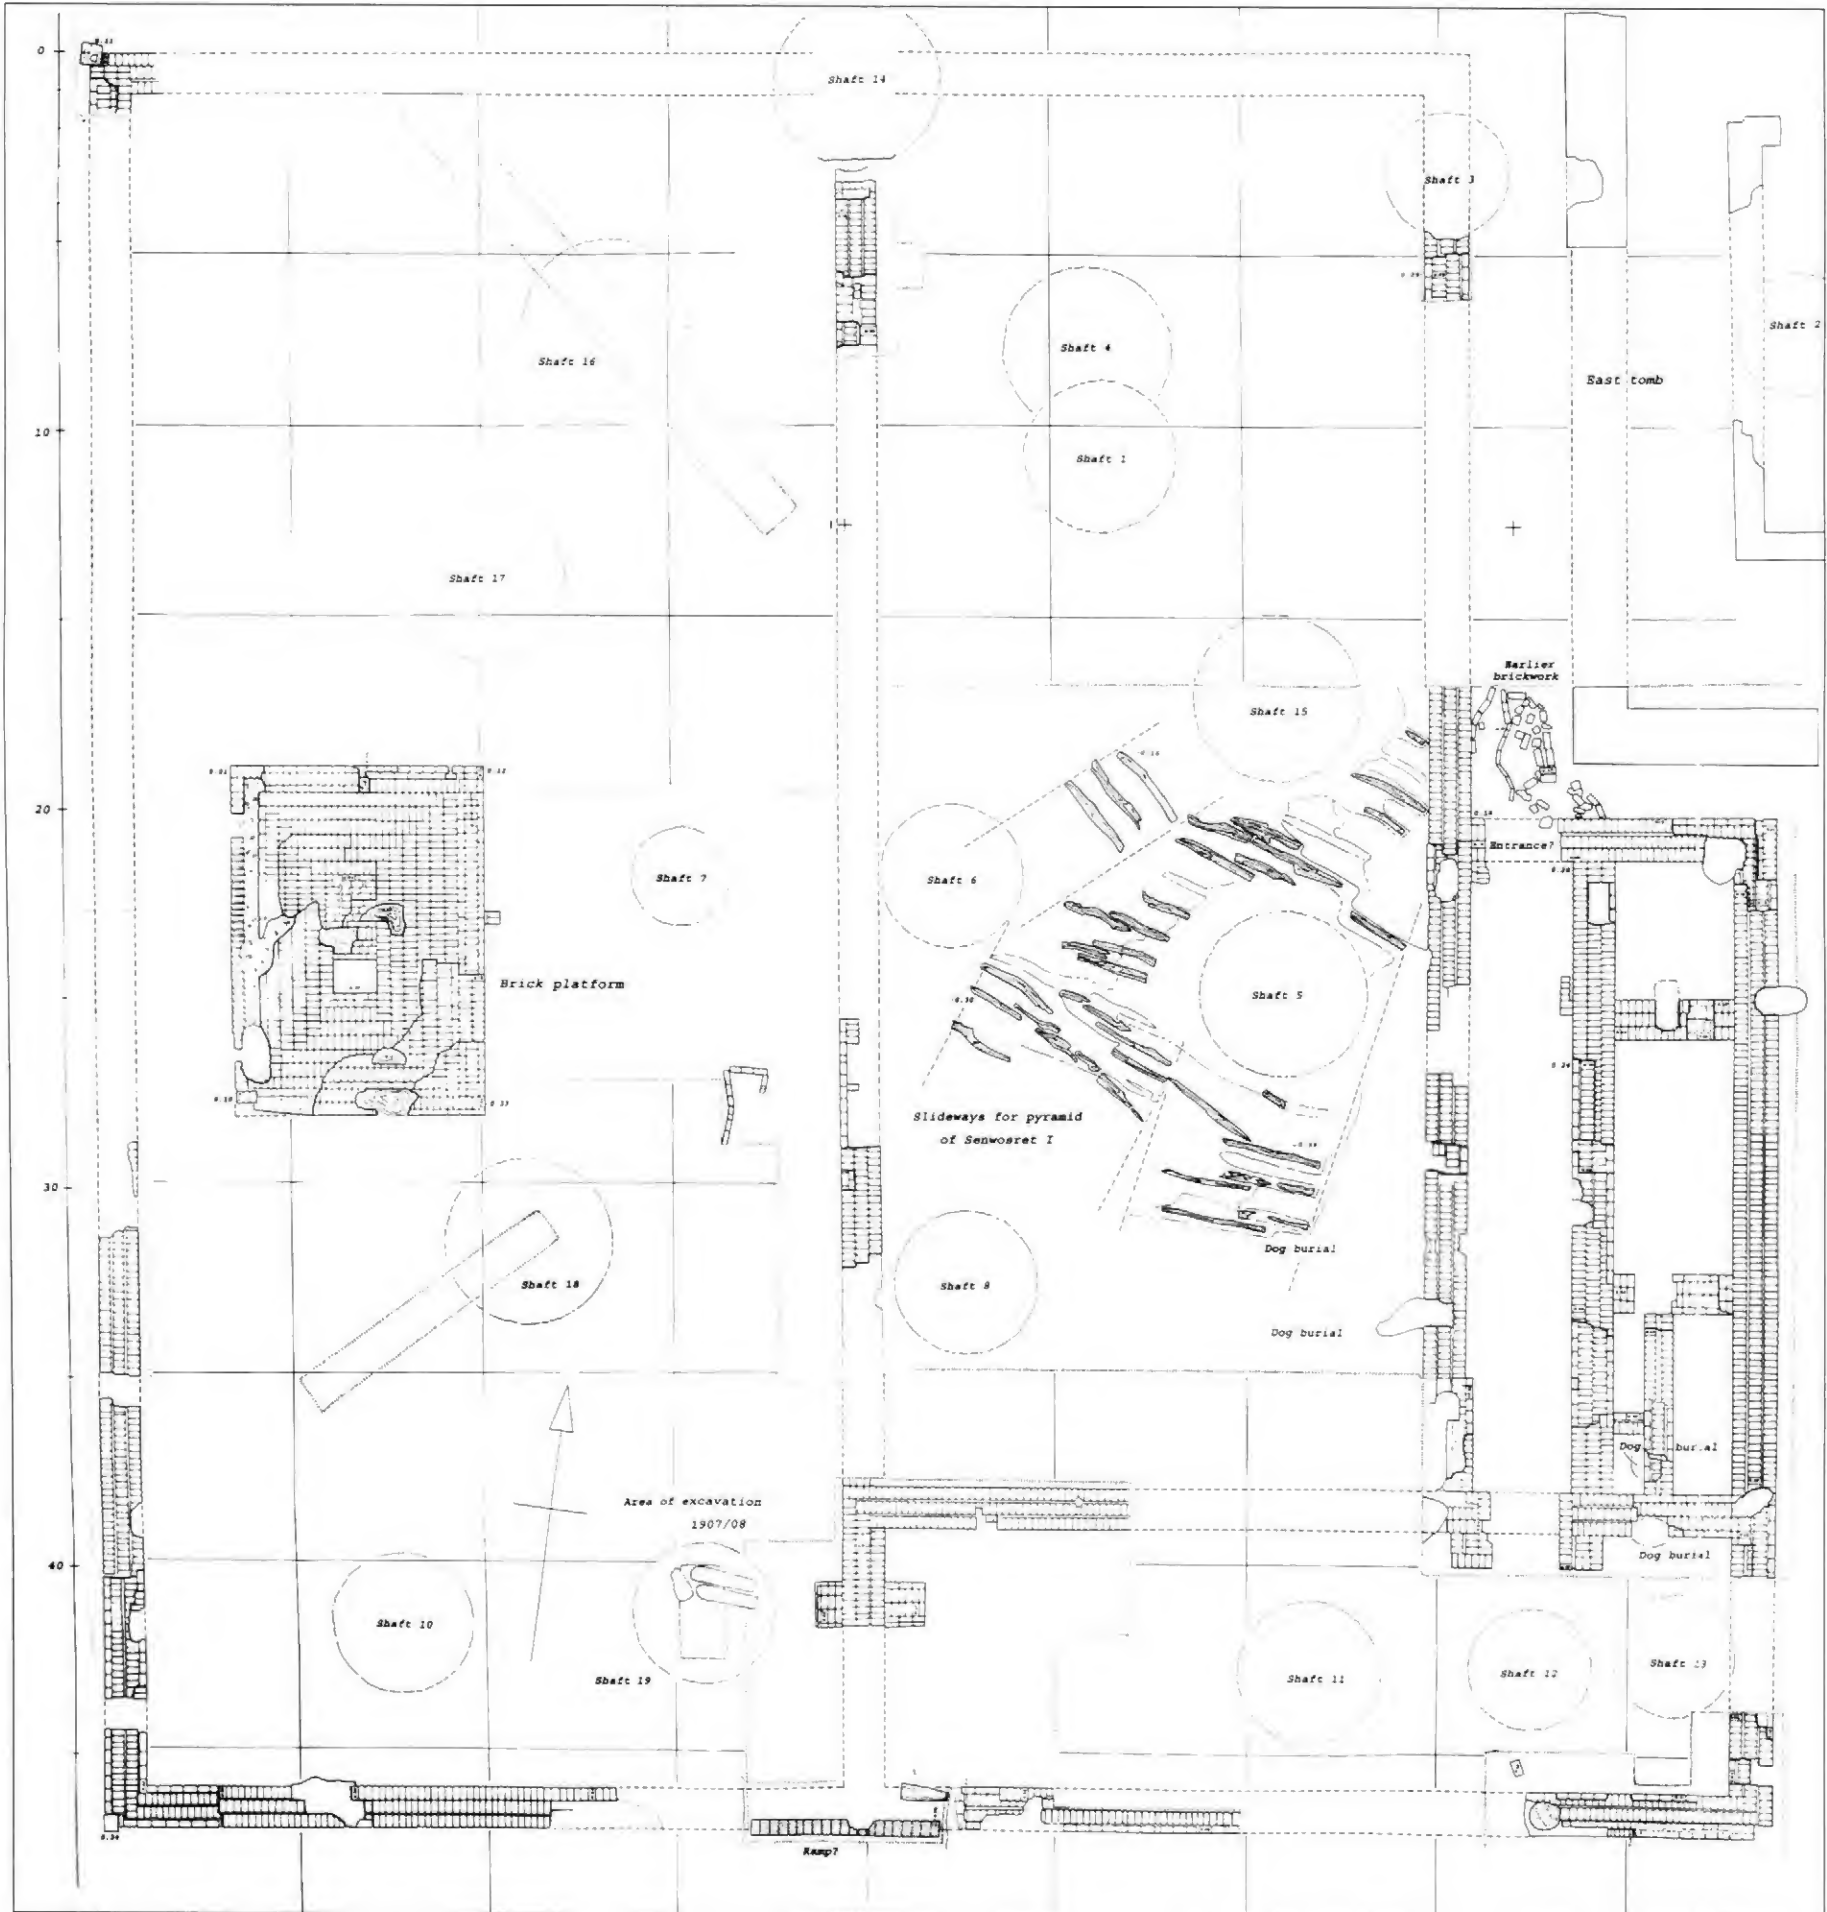 0
Shaft 14
Shaft 3
Shaft 2
Shaft 4
Shaft 16
East tomb
10
Shaft 1
Shaft 17
Earlier
brickwork
Shaft 15
20
Entrance?
Shaft 7
Shaft 6
Brick platform
Shaft 5
Slideways for pyramid
of Senwosret I
30
Dog burial
Shaft 18
Shaft 8
Dog burial
Dog burial
Area of excavation
1907/08
Dog burial
40
Shaft 10
Shaft 19
Shaft 11
Shaft 12
Shaft 13
Ramp?